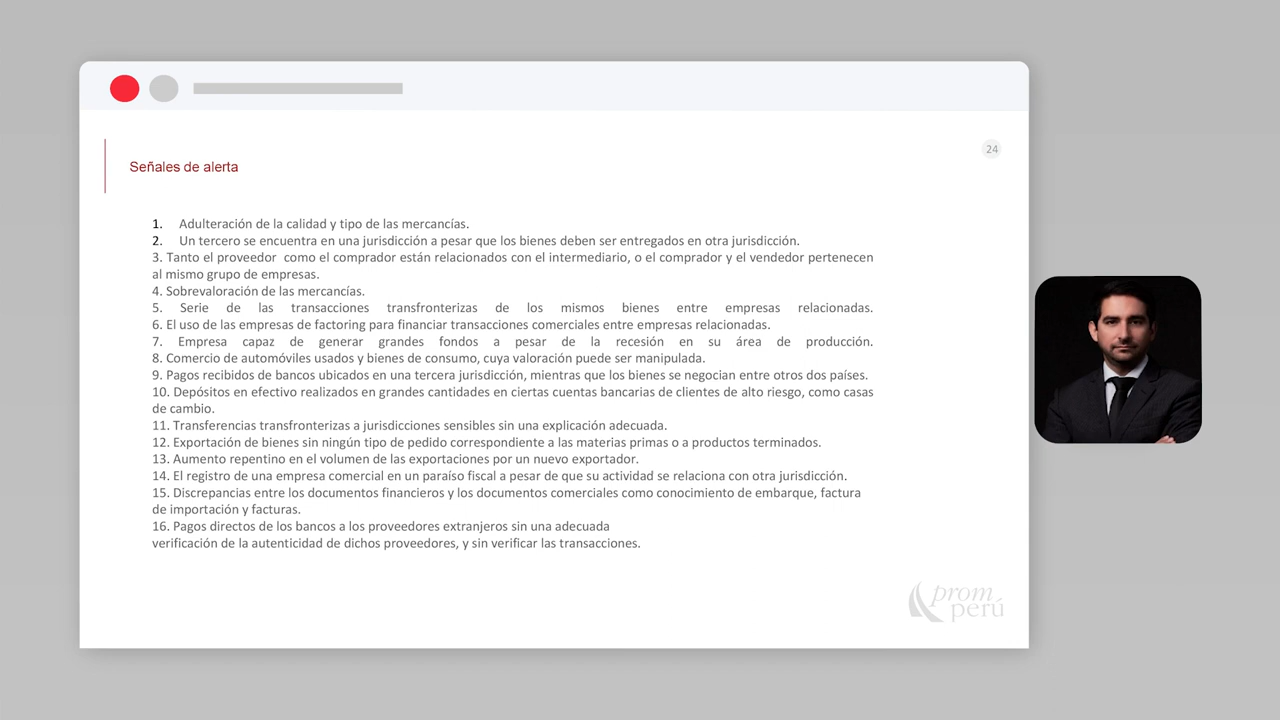 Señales de alerta
24
1. Adulteración de la calidad y tipo de las mercancías.
2. Un tercero se encuentra en una jurisdicción a pesar que los bienes deben ser entregados en otra jurisdicción.
3. Tanto el proveedor como el comprador están relacionados con el intermediario, o el comprador y el vendedor pertenecen
al mismo grupo de empresas.
4. Sobrevaloración de las mercancías.
5. Serie de las transacciones transfronterizas de los mismos bienes entre empresas relacionadas.
6. El uso de las empresas de factoring para financiar transacciones comerciales entre empresas relacionadas.
7. Empresa capaz de generar grandes fondos a pesar de la recesión en su área de producción.
8. Comercio de automóviles usados y bienes de consumo, cuya valoración puede ser manipulada.
9. Pagos recibidos de bancos ubicados en una tercera jurisdicción, mientras que los bienes se negocian entre otros dos países.
10. Depósitos en efectivo realizados en grandes cantidades en ciertas cuentas bancarias de clientes de alto riesgo, como casas
de cambio.
11. Transferencias transfronterizas a jurisdicciones sensibles sin una explicación adecuada.
12. Exportación de bienes sin ningún tipo de pedido correspondiente a las materias primas o a productos terminados.
13. Aumento repentino en el volumen de las exportaciones por un nuevo exportador.
14. El registro de una empresa comercial en un paraíso fiscal a pesar de que su actividad se relaciona con otra jurisdicción.
15. Discrepancias entre los documentos financieros y los documentos comerciales como conocimiento de embarque, factura
de importación y facturas.
16. Pagos directos de los bancos a los proveedores extranjeros sin una adecuada
verificación de la autenticidad de dichos proveedores, y sin verificar las transacciones.
prom
perú